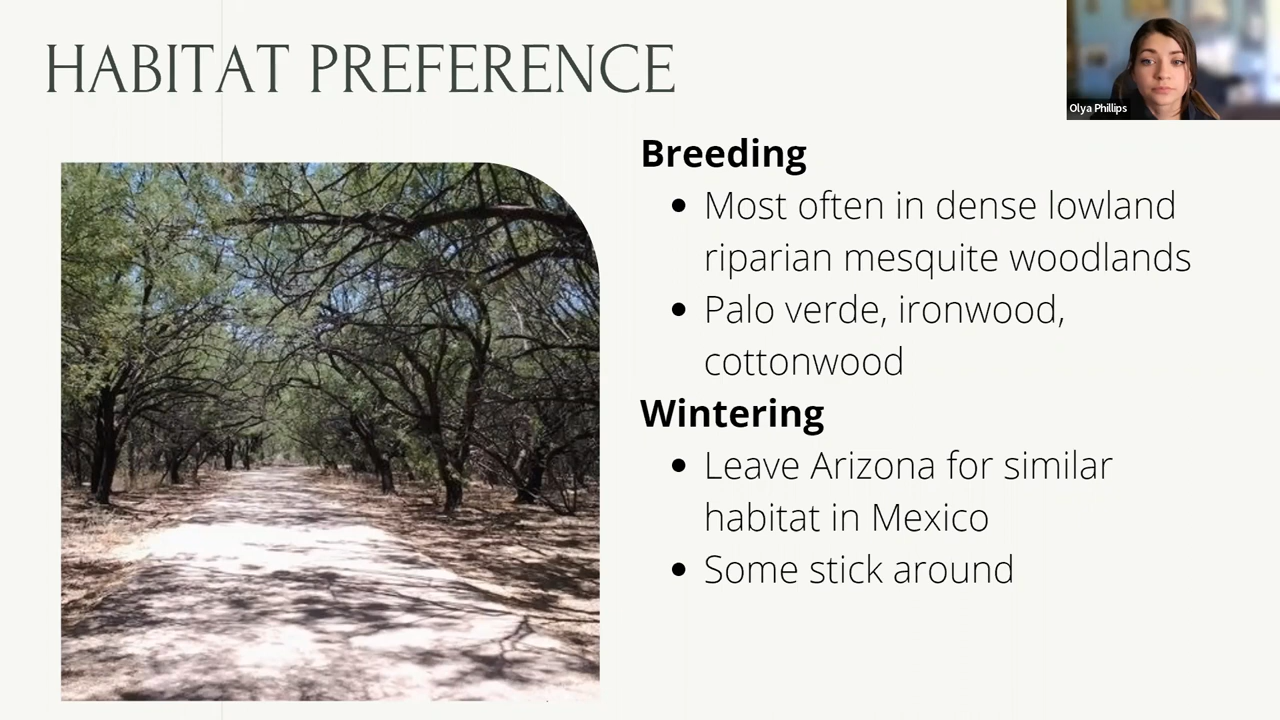 HABITAT PREFERENCE
Olya Phillips
Breeding
• Most often in dense lowland
riparian mesquite woodlands
• Palo verde, ironwood,
cottonwood
Wintering
• Leave Arizona for similar
habitat in Mexico
• Some stick around